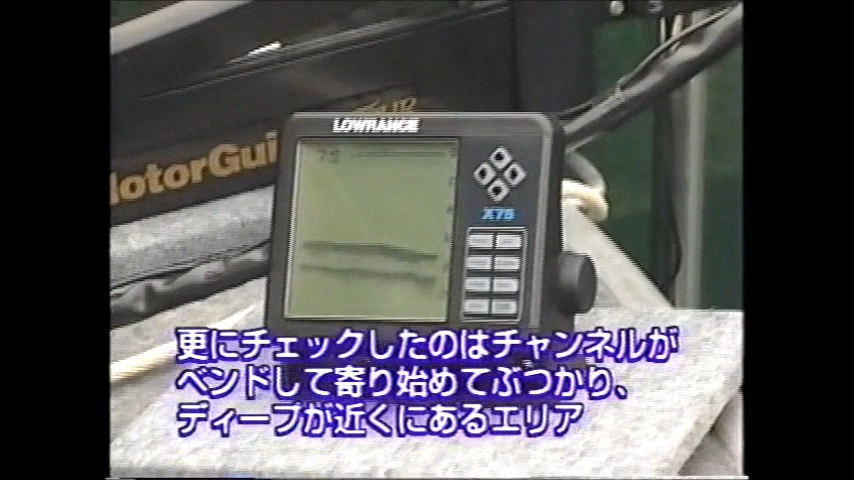 LOWRANCE
MotorGui
X75
更にチェックしたのはチャンネルが
ベンドして寄り始めてぶつかり、
ディープが近くにあるエリア